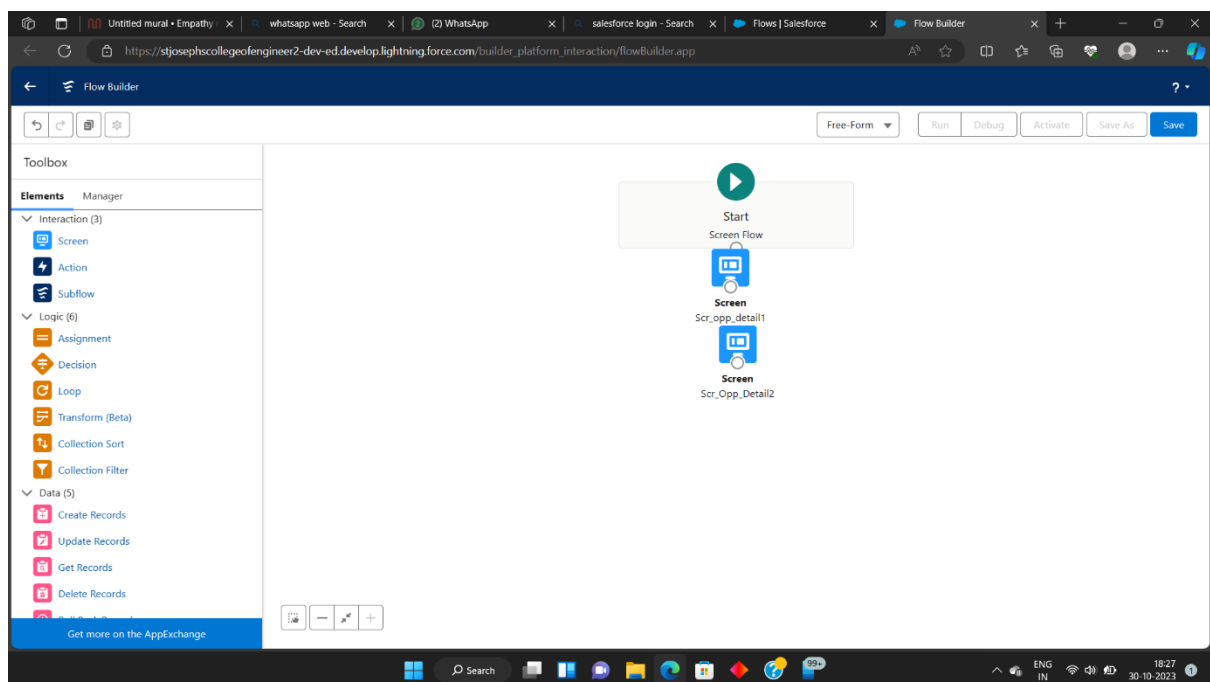 Untitled mural • Empathy
whatsapp web - Search
(2) WhatsApp
salesforce login - Search
Flows | Salesforce
Flow Builder
https://stjosephscollegeofengineer2-dev-ed.develop.lightning.force.com/builder_platform_interaction/flowBuilder.app
Flow Builder
?
Free-Form
Run
Debug
Activate
Save As
Save
Toolbox
Elements
Manager
Interaction (3)
Screen
Action
Subflow
Logic (6)
Assignment
Decision
Loop
Transform (Beta)
Collection Sort
Collection Filter
Data (5)
Create Records
Update Records
Get Records
Delete Records
Get more on the AppExchange
Start
Screen Flow
Screen
Scr_opp_detail1
Screen
Scr_Opp_Detail2
Search
99+
ENG
IN
18:27
30-10-2023
1